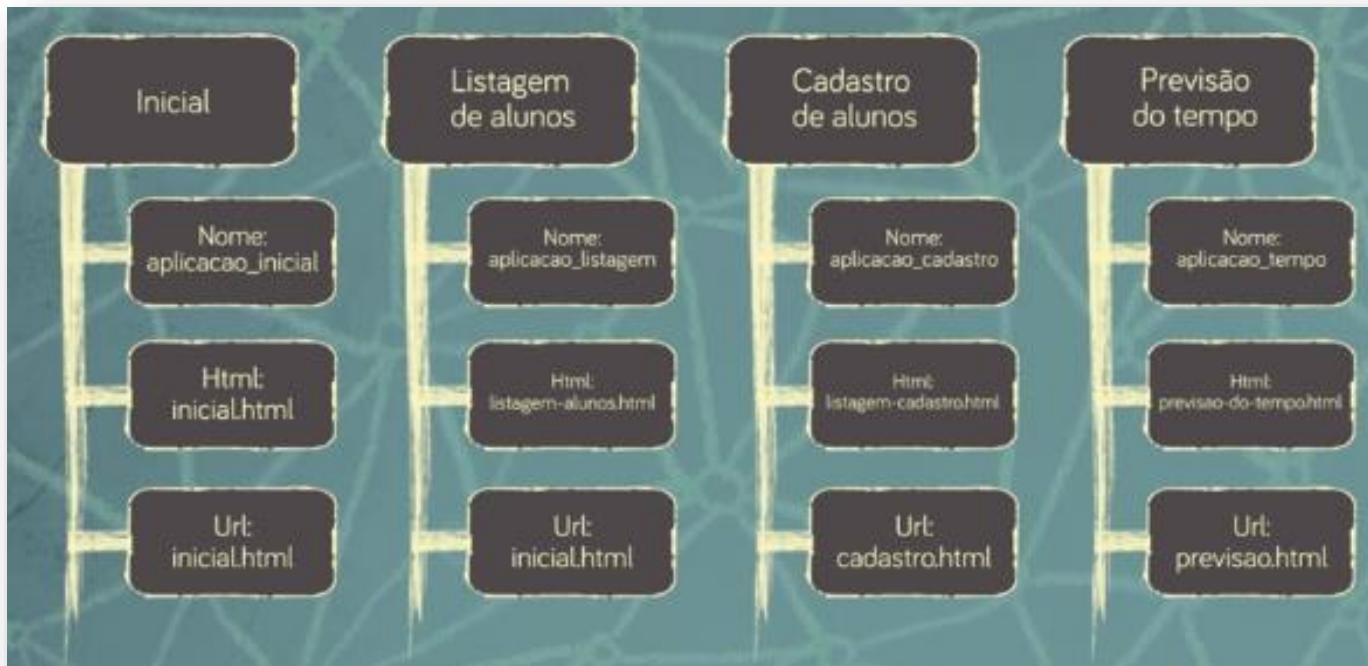 Inicial
Listagem
de alunos
Cadastro
de alunos
Previsão
do tempo
Nome:
aplicacao_inicial
Nome:
aplicacao_listagem
Nome:
aplicacao_cadastro
Nome:
aplicacao_tempo
Html:
inicial.html
Html:
listagem-alunos.html
Html:
listagem-cadastro.html
Html:
previsao-do-tempo.html
Url:
inicial.html
Url:
inicial.html
Url:
cadastro.html
Url:
previsao.html